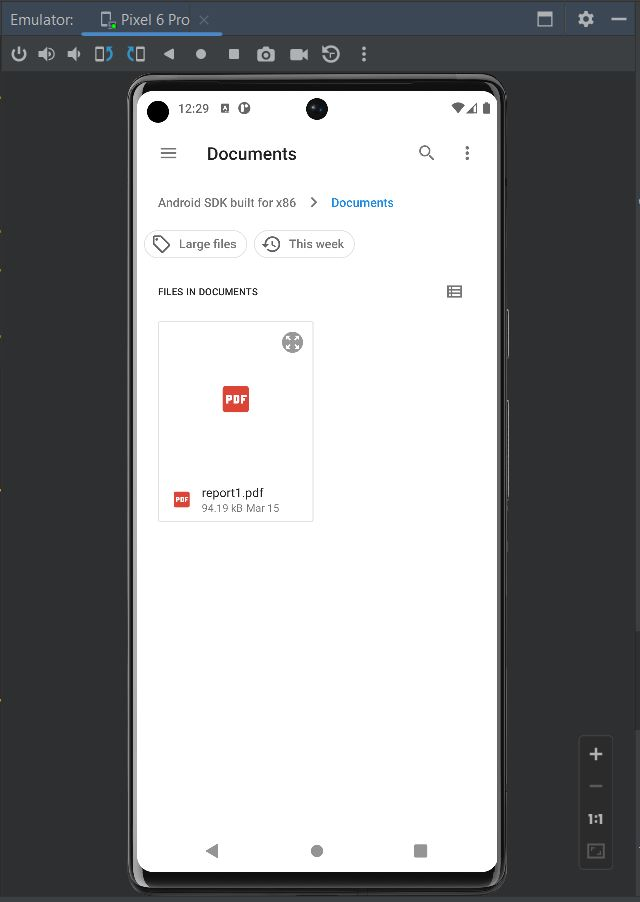 Emulator: Pixel 6 Pro
12:29
Documents
Android SDK built for x86 Documents
Large files This week
FILES IN DOCUMENTS
PDF
PDF report1.pdf
94.19 kB Mar 15
1:1